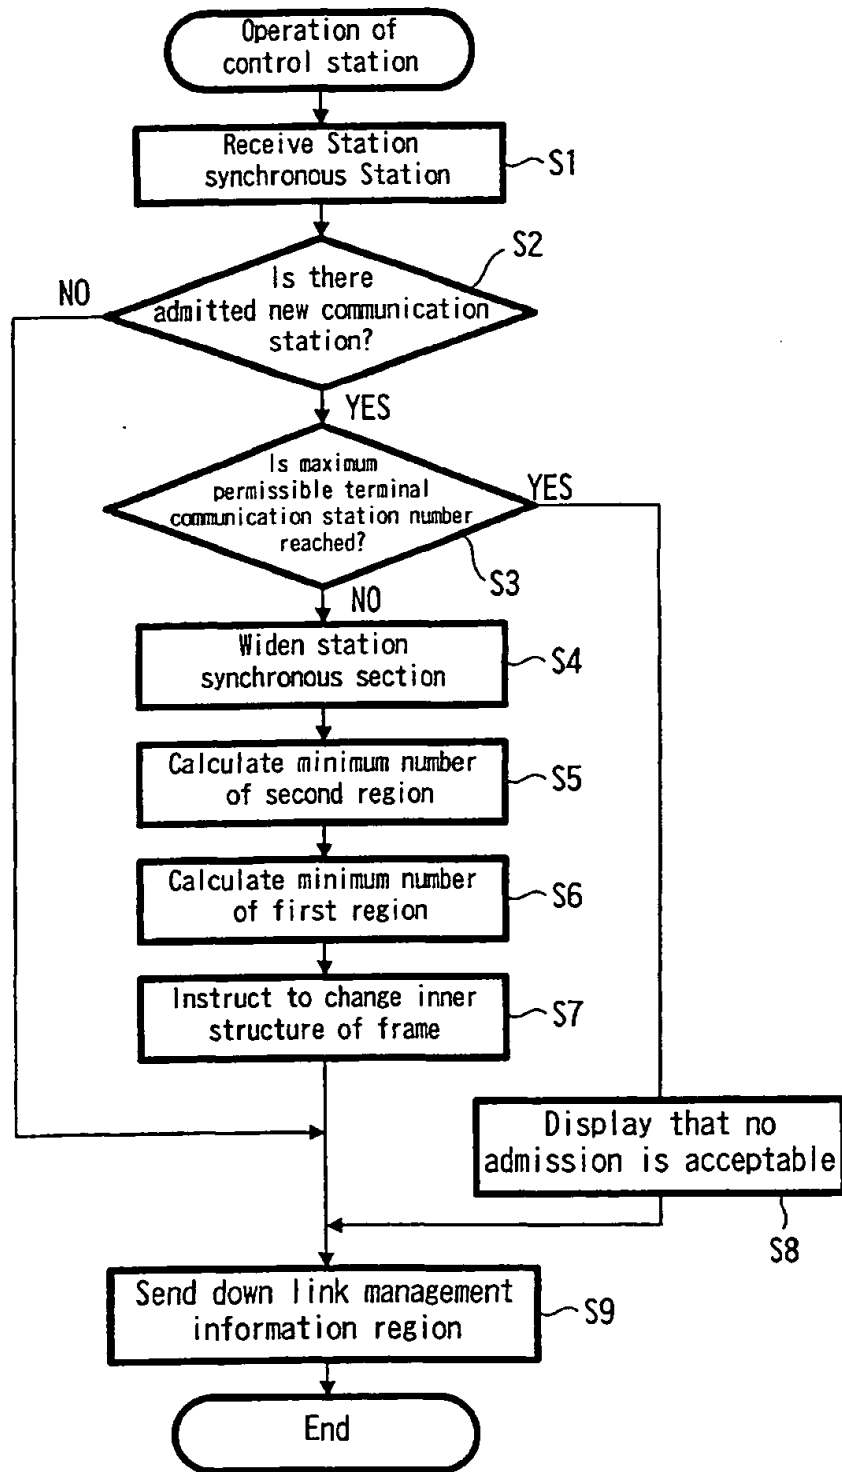 Operation of
control station
Receive Station
synchronous Station
S1
S2
Is there
admitted new communication
station?
NO
YES
Is maximum
permissible terminal
communication station number
reached?
YES
S3
NO
Widen station
synchronous section
S4
Calculate minimum number
of second region
S5
Calculate minimum number
of first region
S6
Instruct to change inner
structure of frame
S7
Display that no
admission is acceptable
S8
Send down link management
information region
S9
End